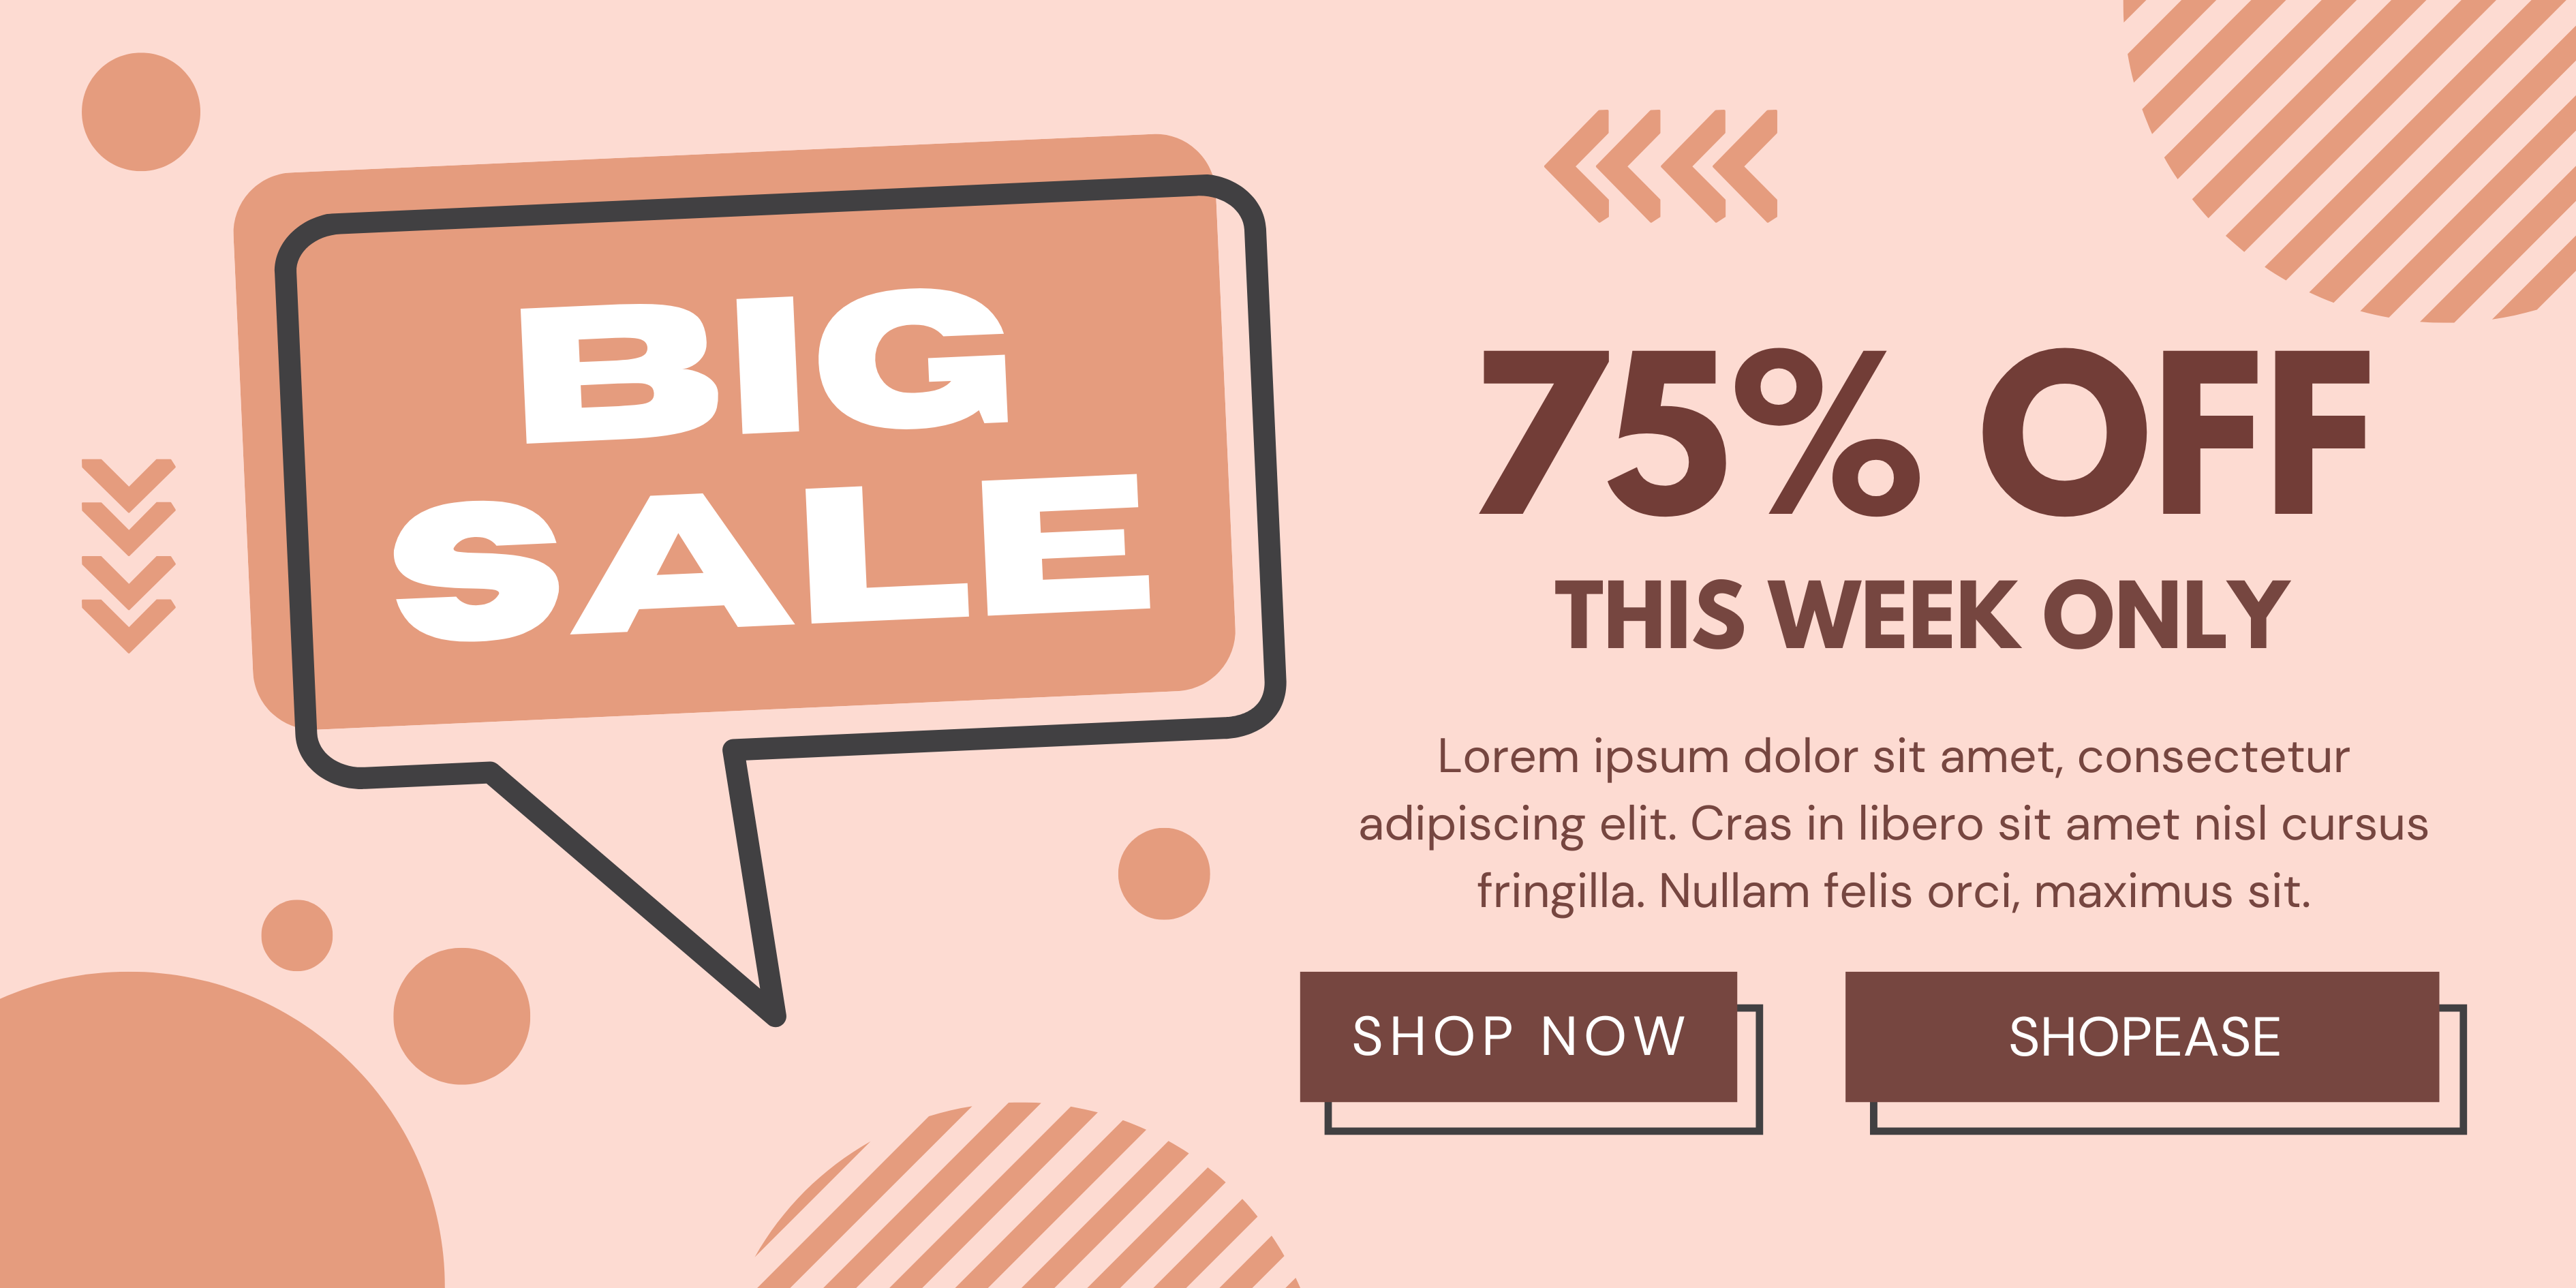 BIG
SALE
75% OFF
THIS WEEK ONLY
Lorem ipsum dolor sit amet, consectetur
adipiscing elit. Cras in libero sit amet nisl cursus
fringilla. Nullam felis orci, maximus sit.
SHOP NOW
SHOPEASE